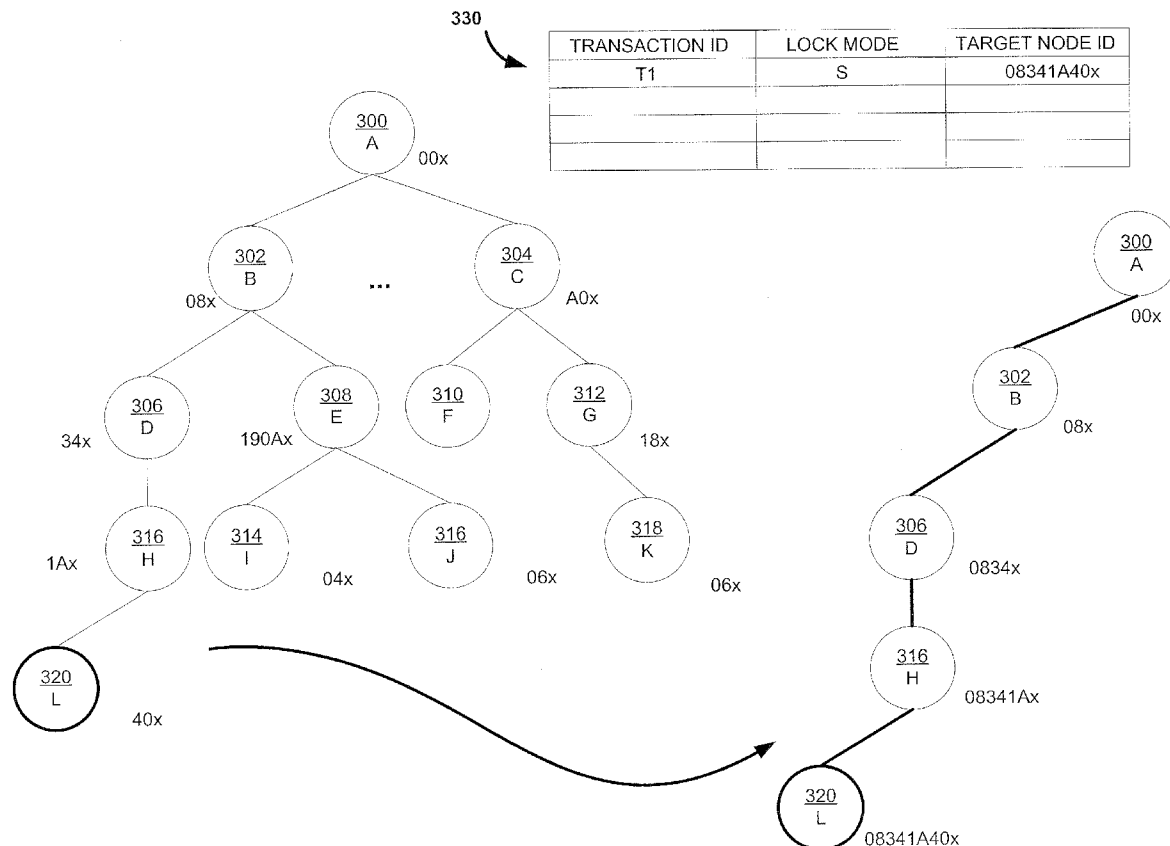 330
TRANSACTION ID LOCK MODE TARGET NODE ID
T1 S 08341A40x
300
A
00x
302
B
08x
...
304
C
A0x
306
D
34x
308
E
190Ax
310
F
312
G
18x
316
H
1Ax
314
I
04x
316
J
06x
318
K
06x
320
L
40x
300
A
00x
302
B
08x
306
D
0834x
316
H
08341Ax
320
L
08341A40x